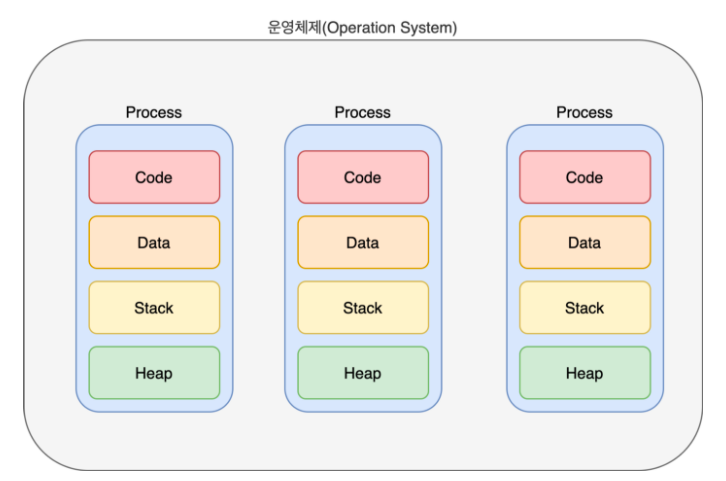 운영체제(Operation System)
Process
Process
Process
Code
Code
Code
Data
Data
Data
Stack
Stack
Stack
Heap
Heap
Heap